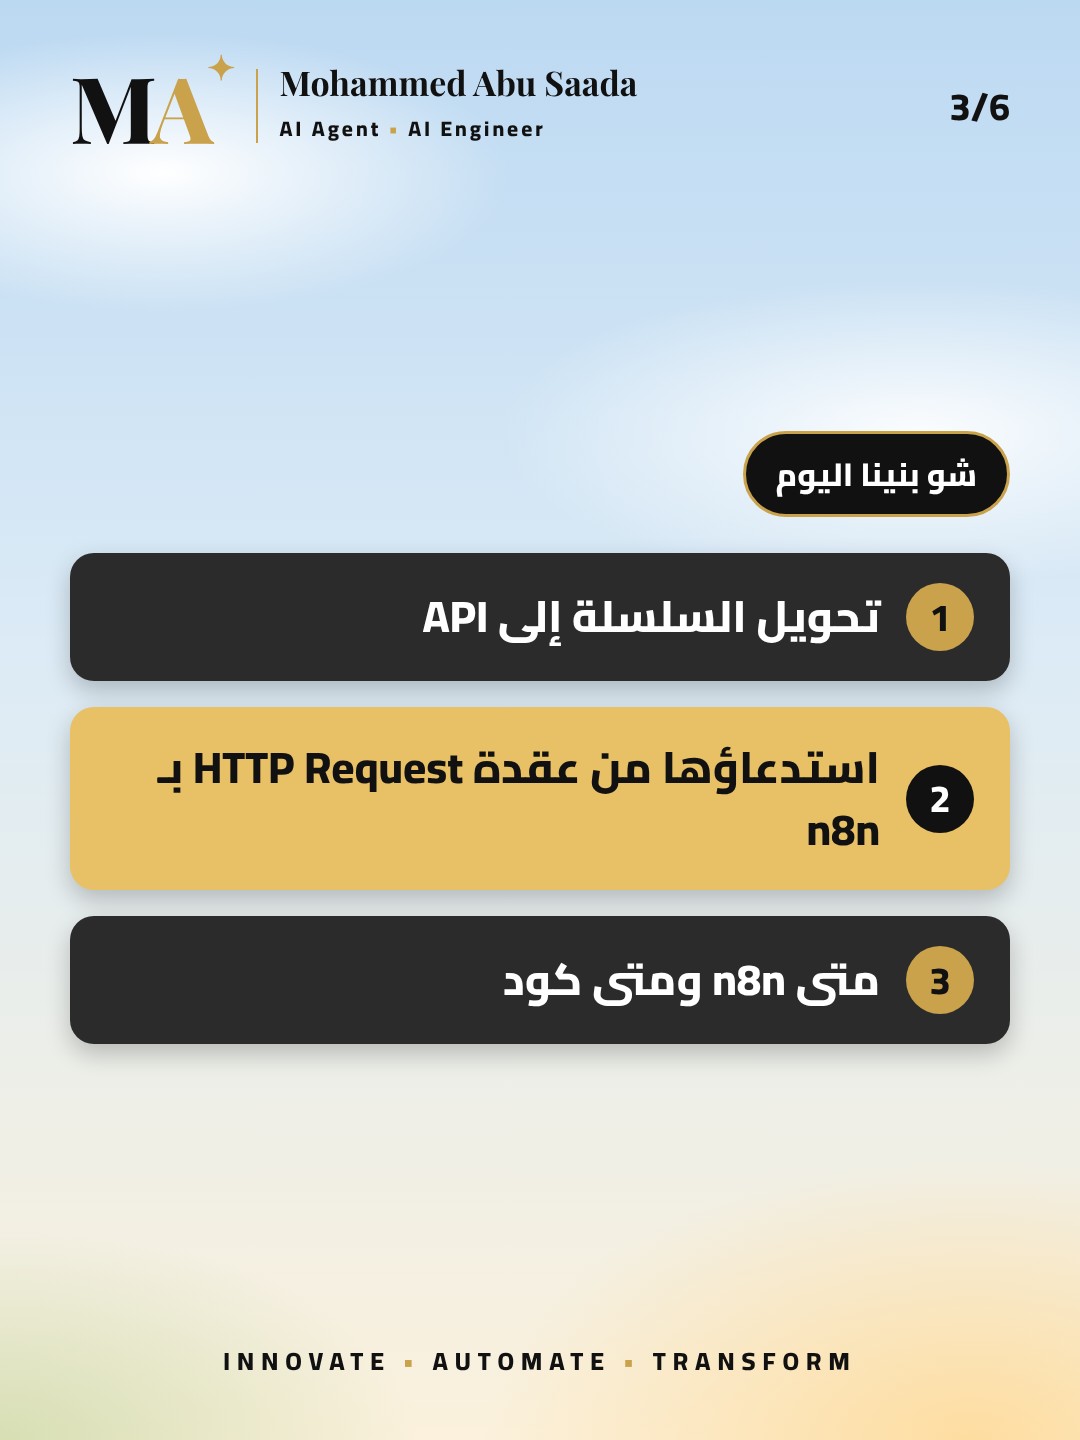 MA
Mohammed Abu Saada
AI Agent ▪ AI Engineer
3/6
شو بنينا اليوم
1
تحويل السلسلة إلى API
2
استدعاؤها من عقدة HTTP Request بـ
n8n
3
متى n8n ومتى كود
INNOVATE ▪ AUTOMATE ▪ TRANSFORM